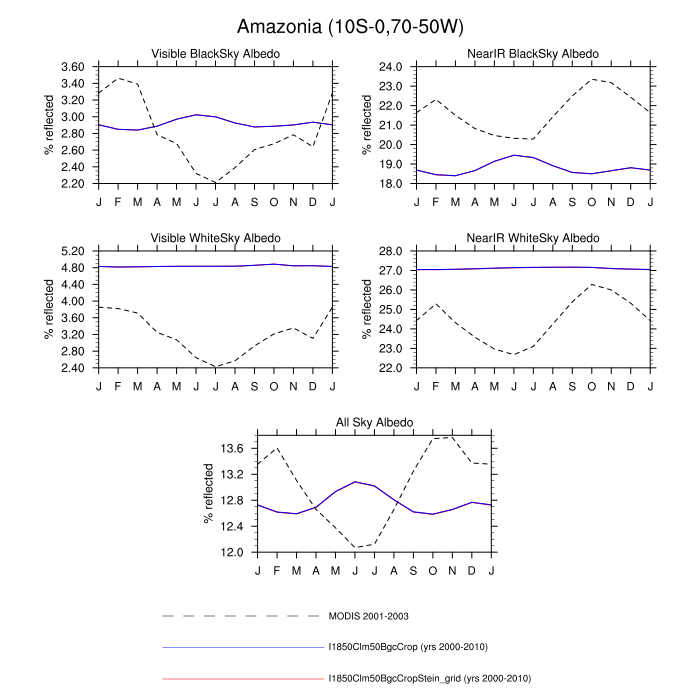 Amazonia (10S-0,70-50W)
Visible BlackSky Albedo
% reflected
3.60
3.40
3.20
3.00
2.80
2.60
2.40
2.20
J F M A M J J A S O N D J
NearIR BlackSky Albedo
% reflected
24.0
23.0
22.0
21.0
20.0
19.0
18.0
J F M A M J J A S O N D J
Visible WhiteSky Albedo
% reflected
5.20
4.80
4.40
4.00
3.60
3.20
2.80
2.40
J F M A M J J A S O N D J
NearIR WhiteSky Albedo
% reflected
28.0
27.0
26.0
25.0
24.0
23.0
22.0
J F M A M J J A S O N D J
All Sky Albedo
% reflected
13.6
13.2
12.8
12.4
12.0
J F M A M J J A S O N D J
MODIS 2001-2003
I1850Clm50BgcCrop (yrs 2000-2010)
I1850Clm50BgcCropStein_grid (yrs 2000-2010)